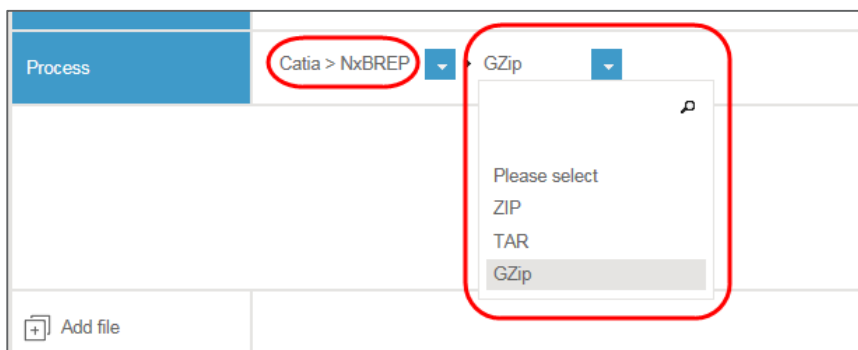 Process
Catia > NxBREP
GZip
Please select
ZIP
TAR
GZip
Add file